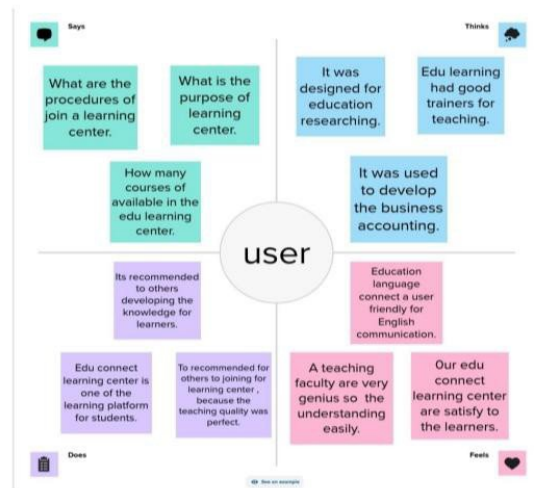 Says
Thinks
What are the
procedures of
join a learning
center.
What is the
purpose of
learning
center.
How many
courses of
available in the
edu learning
center.
It was
designed for
education
researching.
Edu learning
had good
trainers for
teaching.
It was used
to develop
the business
accounting.
user
Its recommended
to others
developing the
knowledge for
learners.
Edu connect
learning center is
one of the
learning platform
for students.
To recommended for
others to joining for
learning center ,
because the
teaching quality was
perfect.
Education
language
connect a user
friendly for
English
communication.
A teaching
faculty are very
genius so the
understanding
easily.
Our edu
connect
learning center
are satisfy to
the learners.
Does
Feels
See an example